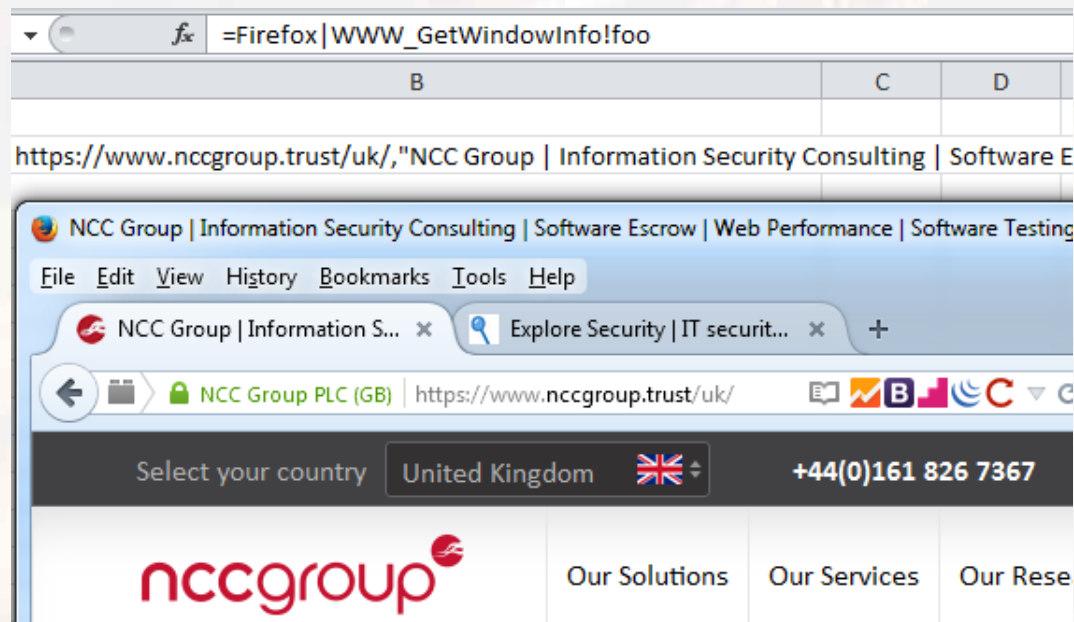 fx =Firefox|WWW_GetWindowInfo!foo
B C D
https://www.nccgroup.trust/uk/,"NCC Group | Information Security Consulting | Software E
NCC Group | Information Security Consulting | Software Escrow | Web Performance | Software Testing
File Edit View History Bookmarks Tools Help
NCC Group | Information S... × Explore Security | IT securit... × +
NCC Group PLC (GB) https://www.nccgroup.trust/uk/ B C
Select your country United Kingdom +44(0)161 826 7367
nccgroup Our Solutions Our Services Our Rese